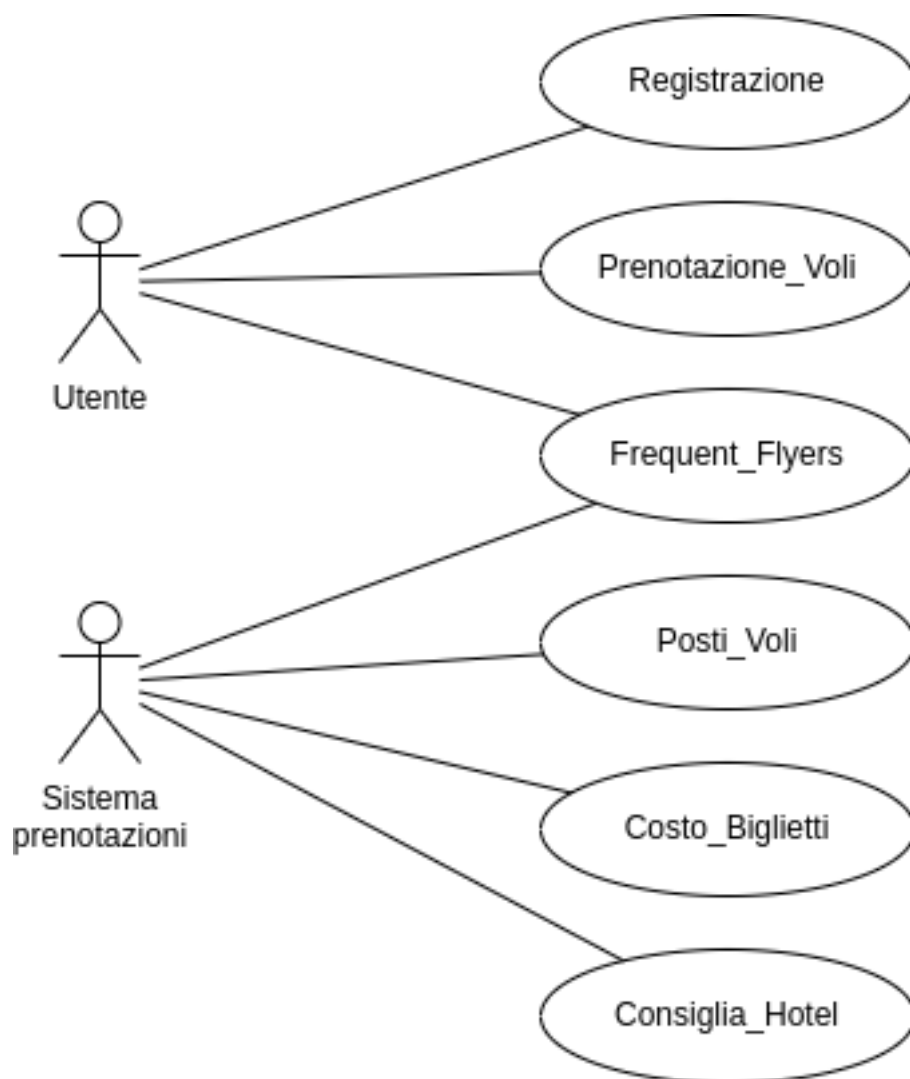 Registrazione
Prenotazione_Voli
Utente
Frequent_Flyers
Posti_Voli
Sistema
prenotazioni
Costo_Biglietti
Consiglia_Hotel